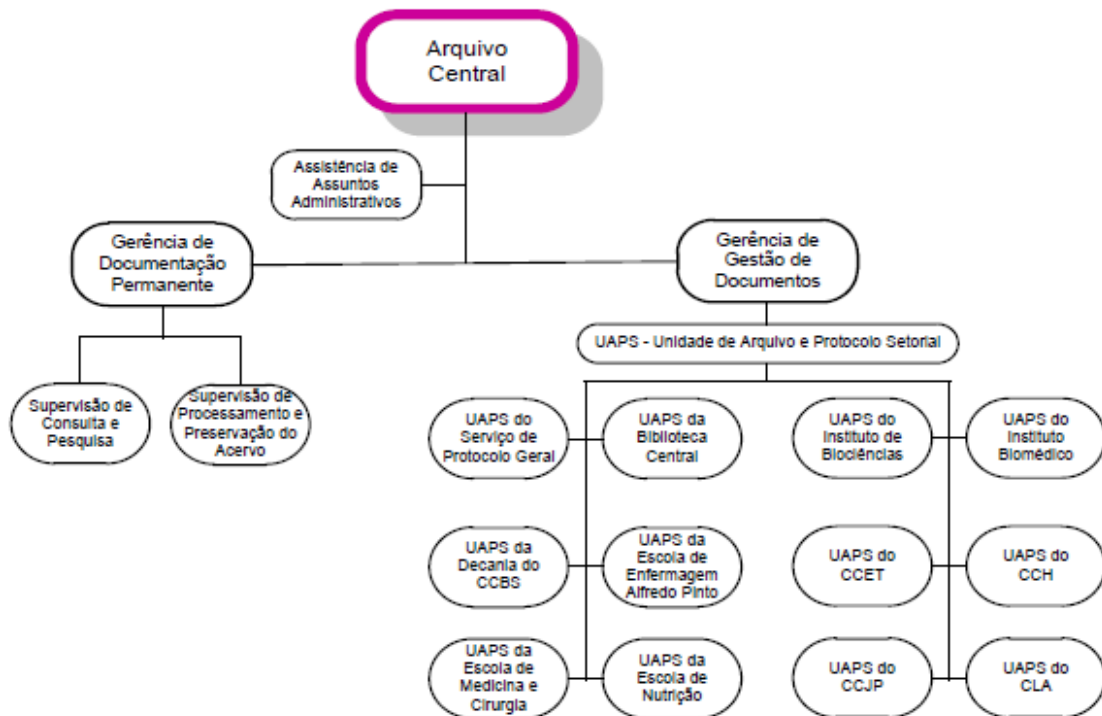 Arquivo
Central
Assistência de
Assuntos
Administrativos
Gerência de
Documentação
Permanente
Gerência de
Gestão de
Documentos
UAPS - Unidade de Arquivo e Protocolo Setorial
Supervisão de
Consulta e
Pesquisa
Supervisão de
Processamento e
Preservação do
Acervo
UAPS do
Serviço de
Protocolo Geral
UAPS da
Biblioteca
Central
UAPS do
Instituto de
Biociências
UAPS do
Instituto
Biomédico
UAPS da
Decania do
CCBS
UAPS da
Escola de
Enfermagem
Alfredo Pinto
UAPS do
CCET
UAPS do
CCH
UAPS da
Escola de
Medicina e
Cirurgia
UAPS da
Escola de
Nutrição
UAPS do
CCJP
UAPS do
CLA